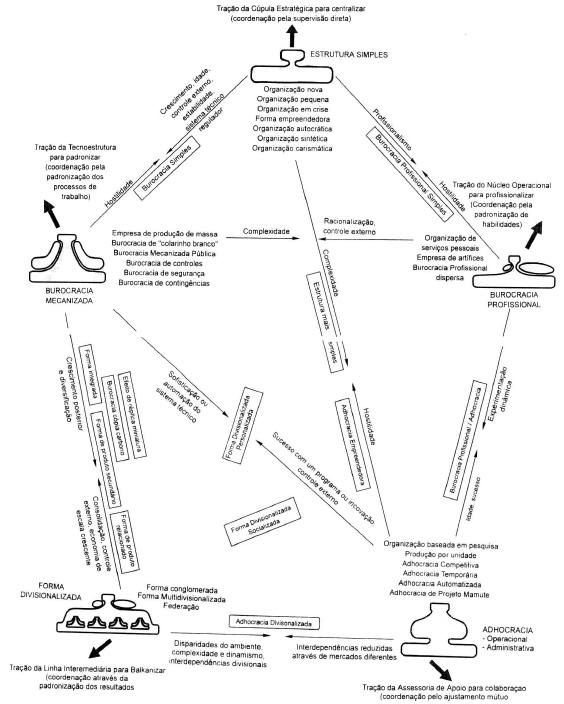 Tração da Cúpula Estratégica para centralizar
(coordenação pela supervisão direta)
ESTRUTURA SIMPLES
Organização nova
Organização pequena
Organização em crise
Forma empreendedora
Organização autocrática
Organização sintética
Organização carismática
Crescimento, idade,
controle externo,
estabilidade,
sistema técnico
regulador
Hostilidade
Burocracia Simples
Profissionalismo
Burocracia Profissional Simples
Hostilidade
Tração da Tecnoestrutura
para padronizar
(coordenação pela
padronização dos
processos de
trabalho)
Tração do Núcleo Operacional
para profissionalizar
(Coordenação pela
padronização de
habilidades)
Empresa de produção de massa
Burocracia de "colarinho branco"
Burocracia Mecanizada Pública
Burocracia de controles
Burocracia de segurança
Burocracia de contingências
Complexidade
Racionalização,
controle externo
Organização de
serviços pessoais
Empresa de artífices
Burocracia Profissional
dispersa
BUROCRACIA
MECANIZADA
BUROCRACIA
PROFISSIONAL
Complexidade
Estrutura mais
simples
Crescimento posterior
e diversificação
Forma integrada
Burocracia cópia carbono
Efeito de réplica miniatura
Forma de produto secundário
Forma de produto
relacionado
Consolidação, controle
externo, economia de
escala crescente
Sofisticação ou
automação do
sistema técnico
Forma Divisionalizada
Personalizada
Adhocracia Empreendedora
Hostilidade
Sucesso com um programa ou inovação,
controle externo
Forma Divisionalizada
Socializada
Burocracia Profissional / Adhocracia
Experimentação
dinâmica
Idade, sucesso
Organização baseada em pesquisa
Produção por unidade
Adhocracia Competitiva
Adhocracia Temporária
Adhocracia Automatizada
Adhocracia de Projeto Mamute
FORMA
DIVISIONALIZADA
Forma conglomerada
Forma Multidivisionalizada
Federação
Adhocracia Divisonalizada
Disparidades do ambiente,
complexidade e dinamismo,
interdependências divisionais
Interdependências reduzidas
através de mercados diferentes
ADHOCRACIA
- Operacional
- Administrativa
Tração da Linha Interemediária para Balkanizar
(coordenação através da
padronização dos resultados
Tração da Assessoria de Apoio para colaboraçao
(coordenação pelo ajustamento mútuo